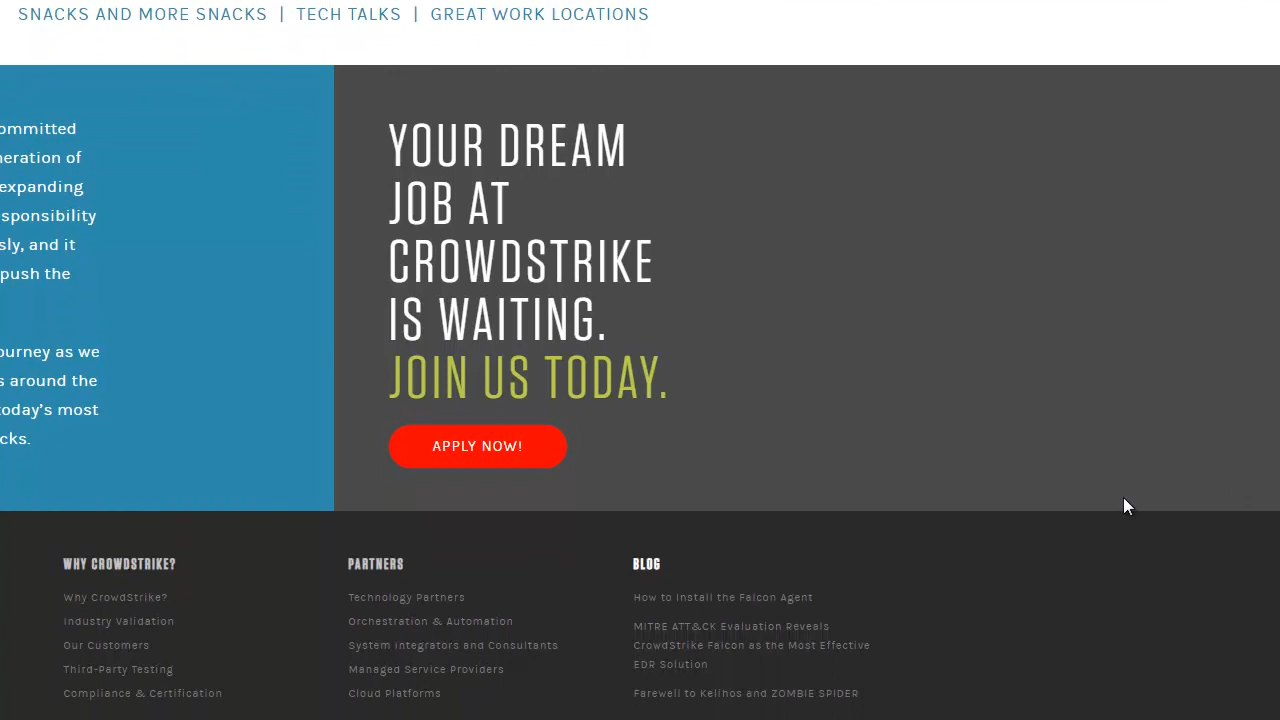 SNACKS AND MORE SNACKS | TECH TALKS | GREAT WORK LOCATIONS
ommitted
neration of
expanding
sponsibility
sly, and it
push the
ourney as we
s around the
today's most
cks.
YOUR DREAM
JOB AT
CROWDSTRIKE
IS WAITING.
JOIN US TODAY.
APPLY NOW!
WHY CROWDSTRIKE?
Why CrowdStrike?
Industry Validation
Our Customers
Third-Party Testing
Compliance & Certification
PARTNERS
Technology Partners
Orchestration & Automation
System Integrators and Consultants
Managed Service Providers
Cloud Platforms
BLOG
How to Install the Falcon Agent
MITRE ATT&CK Evaluation Reveals
CrowdStrike Falcon as the Most Effective
EDR Solution
Farewell to Kelihos and ZOMBIE SPIDER